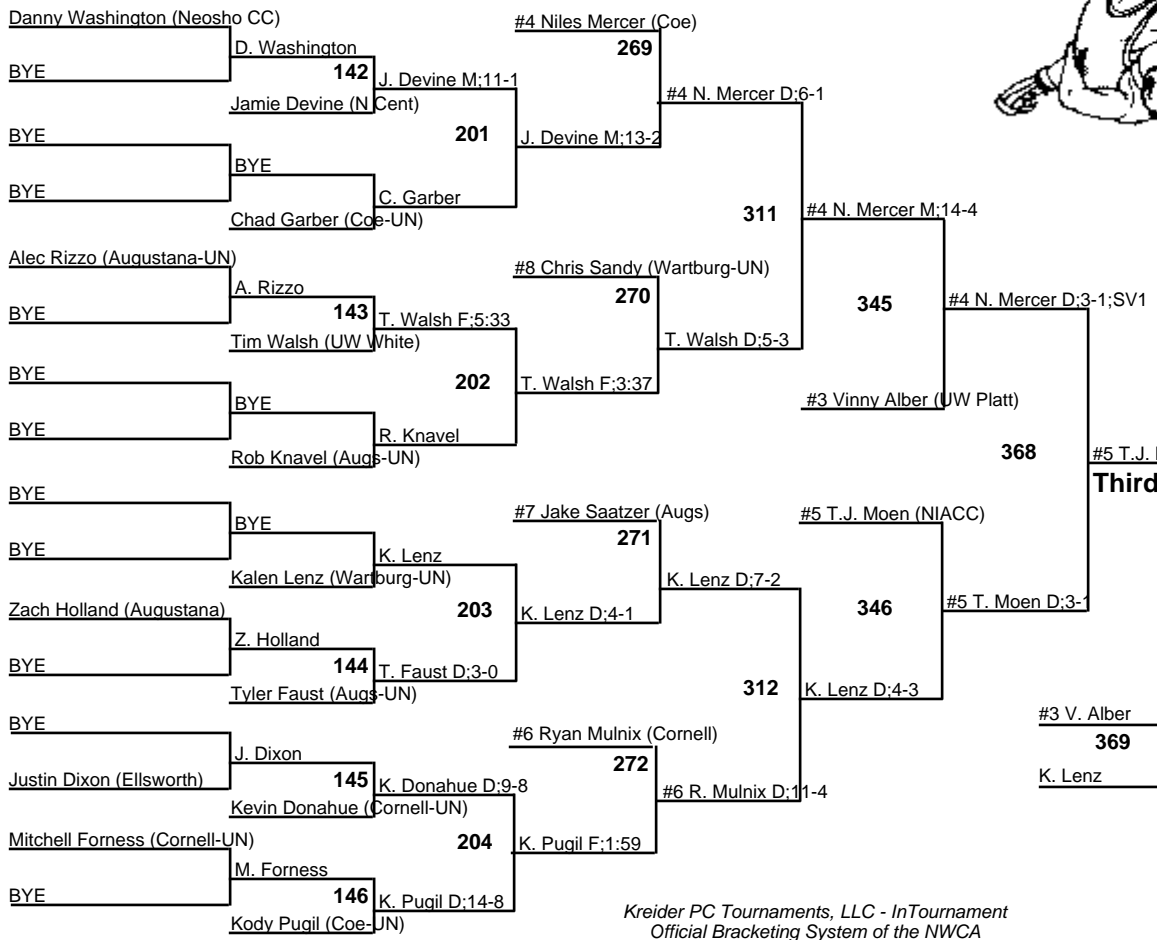 Danny Washington (Neosho CC)
BYE
BYE
BYE
Alec Rizzo (Augustana-UN)
BYE
BYE
BYE
BYE
BYE
Zach Holland (Augustana)
BYE
BYE
Justin Dixon (Ellsworth)
Mitchell Forness (Cornell-UN)
BYE
D. Washington
142
Jamie Devine (N Cent)
BYE
Chad Garber (Coe-UN)
A. Rizzo
143
Tim Walsh (UW White)
BYE
Rob Knavel (Augs-UN)
BYE
Kalen Lenz (Wartburg-UN)
Z. Holland
144
Tyler Faust (Augs-UN)
J. Dixon
145
Kevin Donahue (Cornell-UN)
M. Forness
146
Kody Pugil (Coe-UN)
J. Devine M;11-1
201
C. Garber
T. Walsh F;5:33
202
R. Knavel
K. Lenz
203
T. Faust D;3-0
K. Donahue D;9-8
204
K. Pugil D;14-8
#4 Niles Mercer (Coe)
269
J. Devine M;13-2
#8 Chris Sandy (Wartburg-UN)
270
T. Walsh F;3:37
#7 Jake Saatzer (Augs)
271
K. Lenz D;4-1
#6 Ryan Mulnix (Cornell)
272
K. Pugil F;1:59
#4 N. Mercer D;6-1
311
T. Walsh D;5-3
K. Lenz D;7-2
312
#6 R. Mulnix D;11-4
#4 N. Mercer M;14-4
345
#3 Vinny Alber (UW Platt)
#5 T.J. Moen (NIACC)
346
K. Lenz D;4-3
#4 N. Mercer D;3-1;SV1
368
#5 T. Moen D;3-1
#5 T.J.
Third
#3 V. Alber
369
K. Lenz
Kreider PC Tournaments, LLC - InTournament
Official Bracketing System of the NWCA